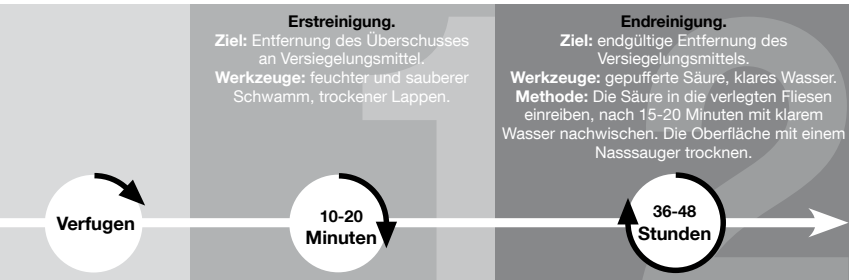 Erstreinigung.
Ziel: Entfernung des Überschusses
an Versiegelungsmittel.
Werkzeuge: feuchter und sauberer
Schwamm, trockener Lappen.
Endreinigung.
Ziel: endgültige Entfernung des
Versiegelungsmittels.
Werkzeuge: gepufferte Säure, klares Wasser.
Methode: Die Säure in die verlegten Fliesen
einreiben, nach 15-20 Minuten mit klarem
Wasser nachwischen. Die Oberfläche mit einem
Nasssauger trocknen.
1
2
Verfugen
10-20
Minuten
36-48
Stunden